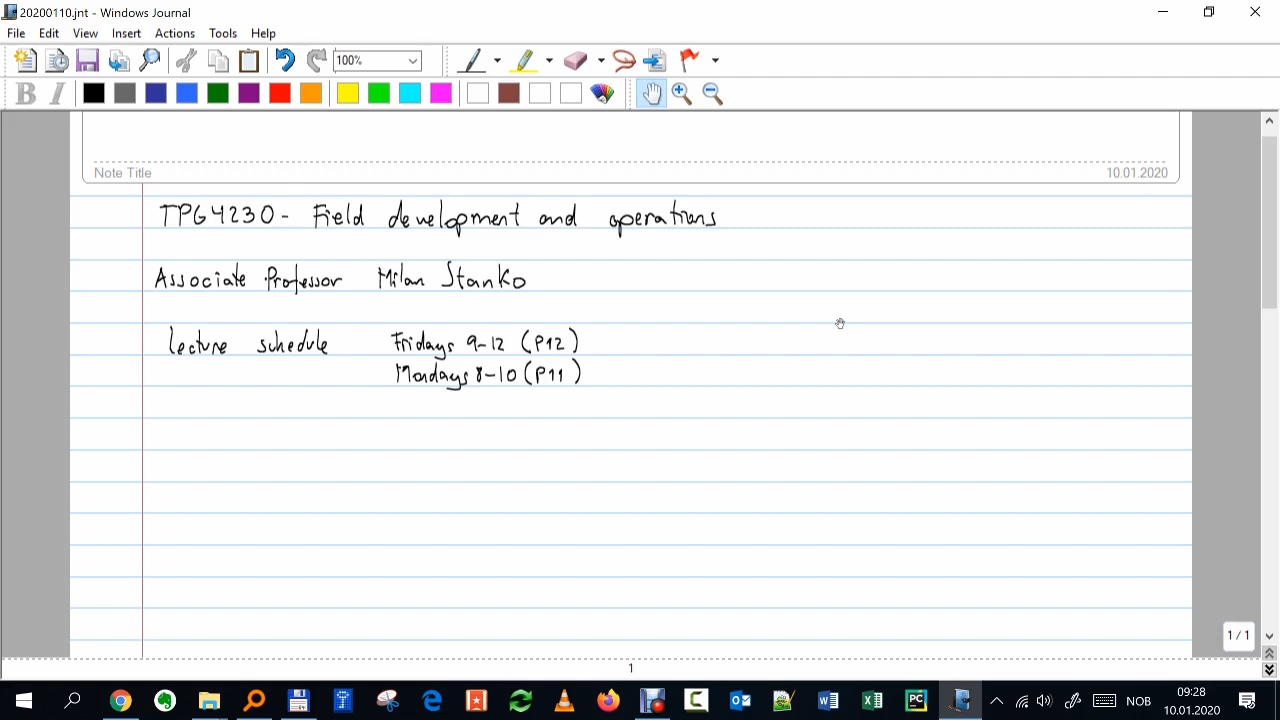 20200110.jnt - Windows Journal
File Edit View Insert Actions Tools Help
100%
B I
Note Title 10.01.2020
TPG4230 - Field development and operations
Associate Professor Milan Stanko
Lecture schedule Fridays 9-12 (P12)
Mondays 8-10 (P11)
1/1
1
NOB 09:28
10.01.2020